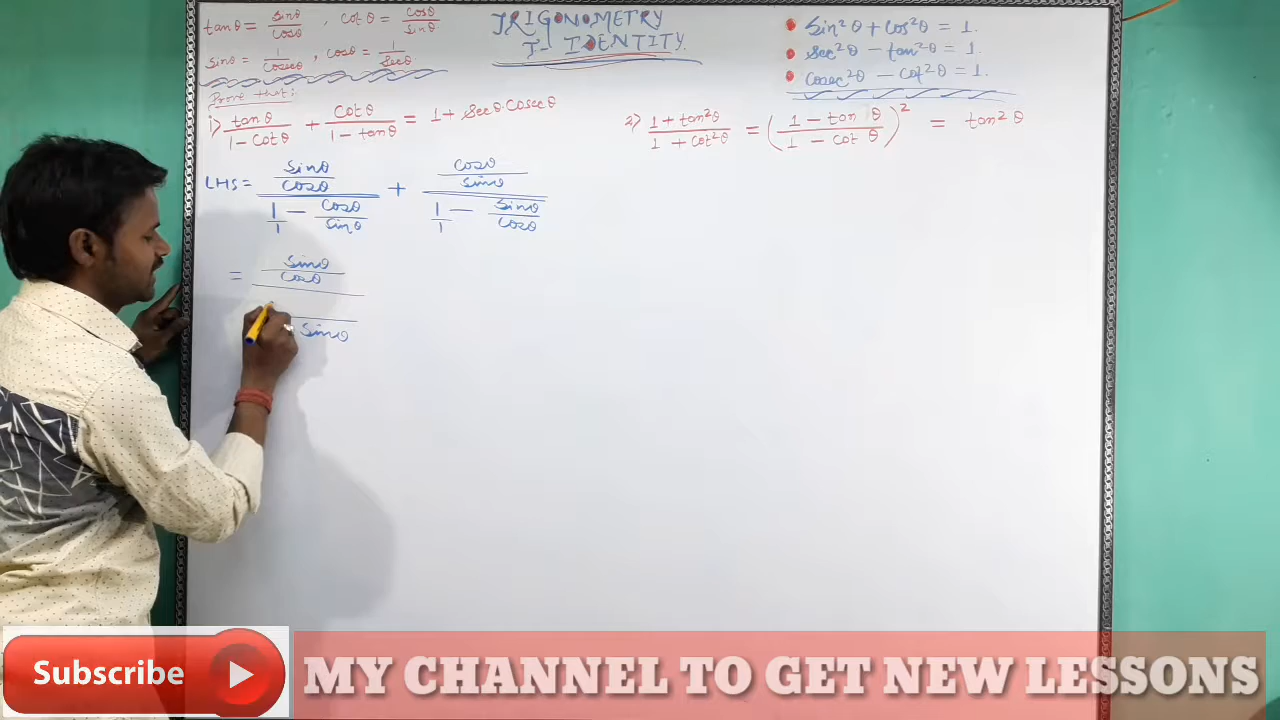 tanθ = sinθ/cosθ , cotθ = cosθ/sinθ
sinθ = 1/cosecθ , cosθ = 1/secθ
TRIGONOMETRY
T- IDENTITY
sin²θ + cos²θ = 1.
sec²θ - tan²θ = 1.
cosec²θ - cot²θ = 1.
Prove that:
i) tanθ/1-cotθ + cotθ/1-tanθ = 1 + secθ cosecθ
2) 1+tan²θ/1+cot²θ = (1-tanθ/1-cotθ)² = tan²θ
LHS = sinθ/cosθ / 1/1 - cosθ/sinθ + cosθ/sinθ / 1/1 - sinθ/cosθ
= sinθ/cosθ / sinθ
Subscribe MY CHANNEL TO GET NEW LESSONS